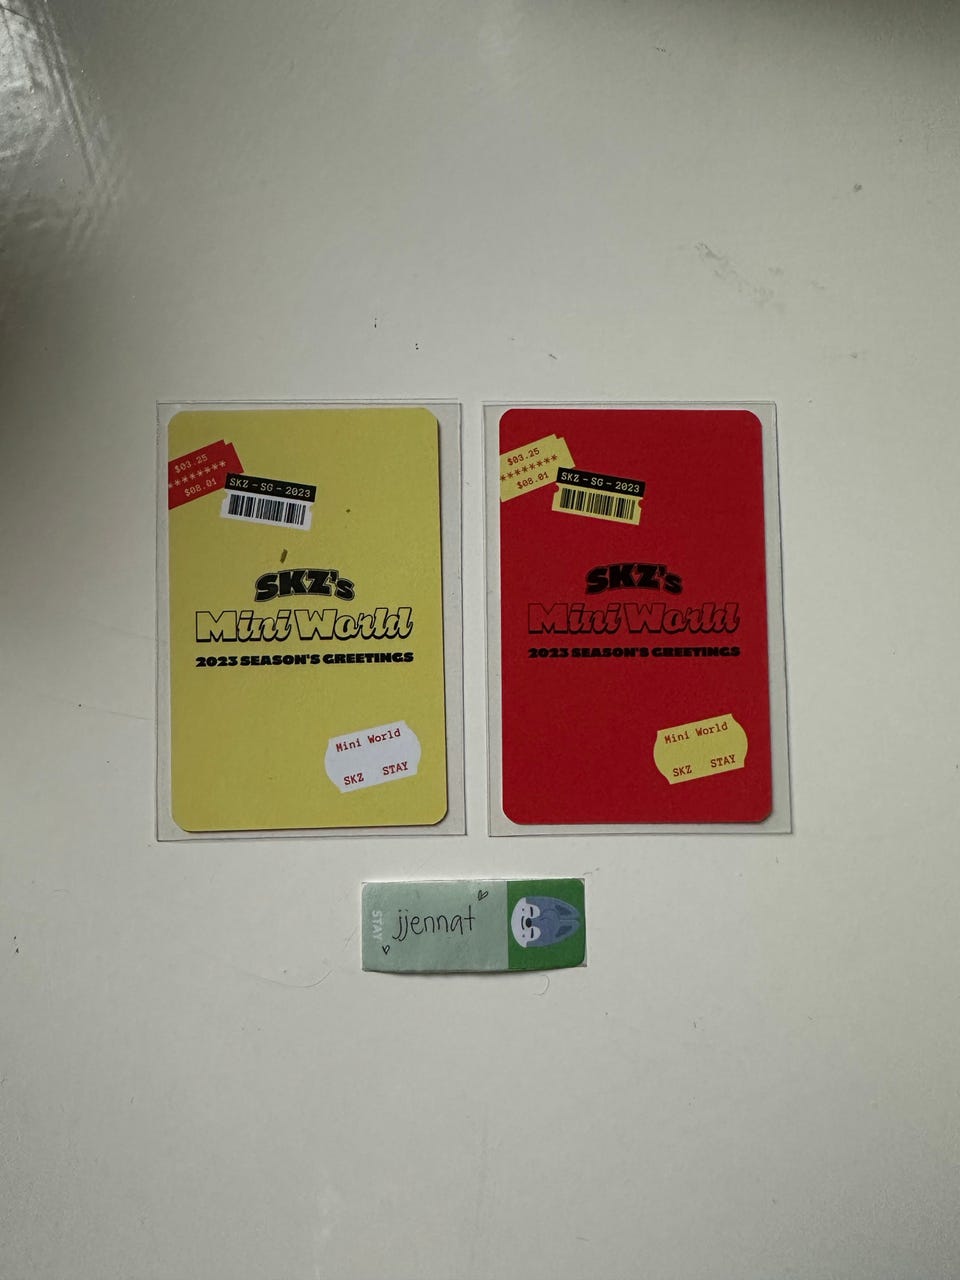 $03.25
********
$08.01
SKZ - SG - 2023
SKZ's
Mini World
2023 SEASON'S GREETINGS
Mini World
SKZ STAY
$03.25
********
$08.01
SKZ - SG - 2023
SKZ's
Mini World
2023 SEASON'S GREETINGS
Mini World
SKZ STAY
STAY
jjennat